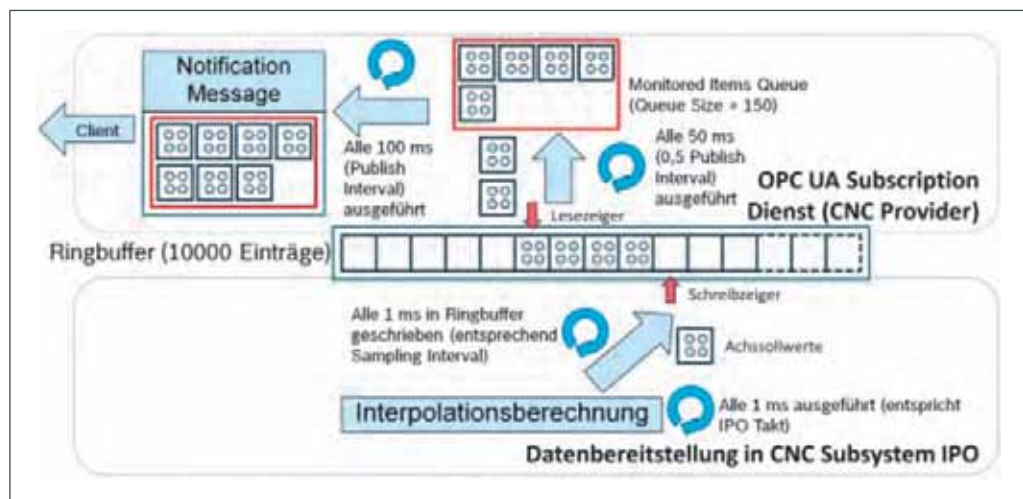 Notification
Message
Client
Alle 100 ms
(Publish
Interval)
ausgeführt
Monitored Items Queue
(Queue Size = 150)
Alle 50 ms
(0,5 Publish
Interval)
ausgeführt
OPC UA Subscription
Dienst (CNC Provider)
Lesezeiger
Ringbuffer (10000 Einträge)
Schreibzeiger
Alle 1 ms in Ringbuffer
geschrieben (entsprechend
Sampling Interval)
Achssollwerte
Interpolationsberechnung
Alle 1 ms ausgeführt (entspricht
IPO Takt)
Datenbereitstellung in CNC Subsystem IPO